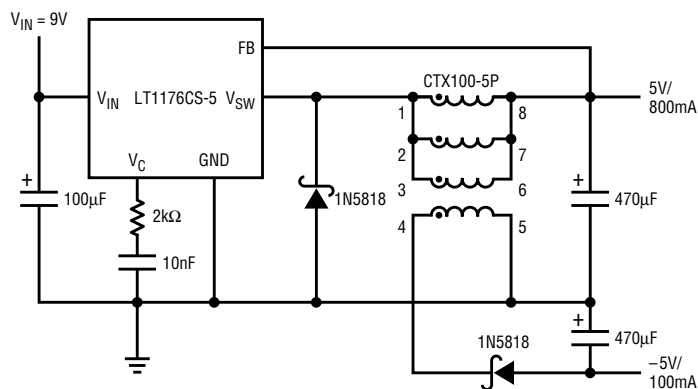 V_IN = 9V
FB
V_IN
LT1176CS-5
V_SW
V_C
GND
CTX100-5P
1
8
2
7
3
6
4
5
5V/
800mA
+
100µF
2kΩ
10nF
1N5818
+
470µF
1N5818
+
470µF
–5V/
100mA